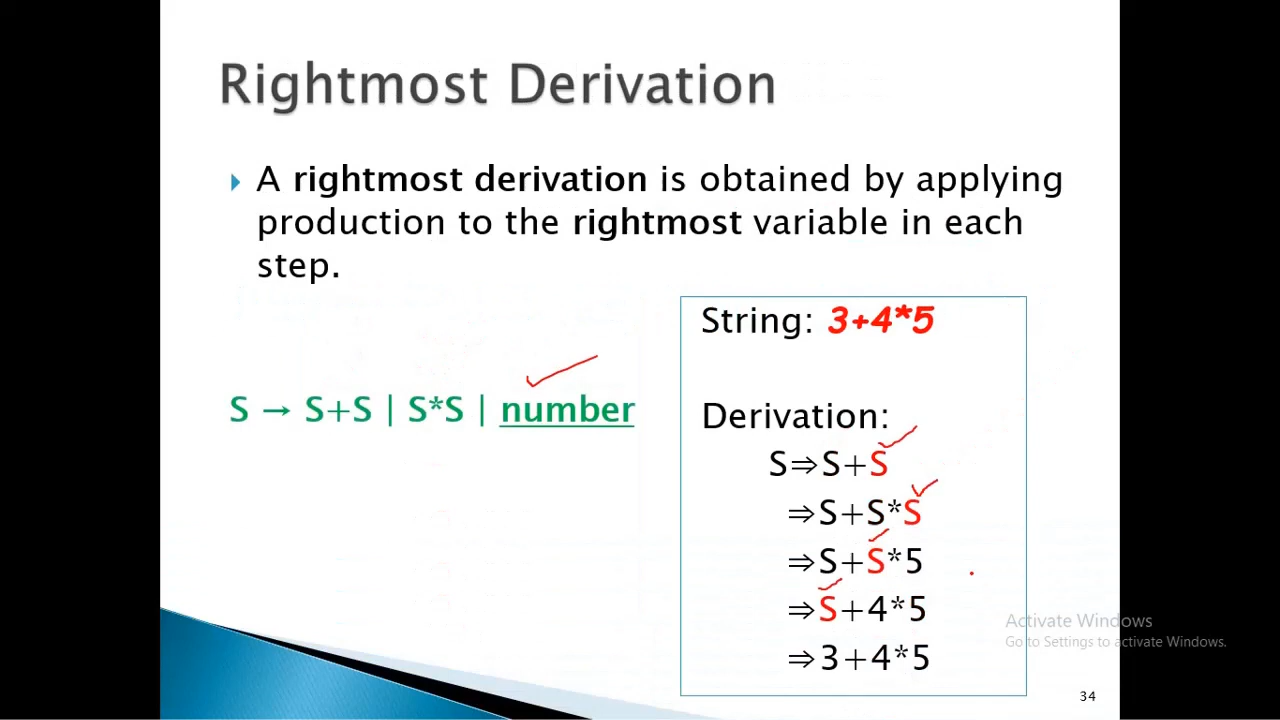 Rightmost Derivation
A rightmost derivation is obtained by applying
production to the rightmost variable in each
step.
S → S+S | S*S | number
String: 3+4*5
Derivation:
S⇒S+S
⇒S+S*S
⇒S+S*5
⇒S+4*5
⇒3+4*5
Activate Windows
Go to Settings to activate Windows.
34